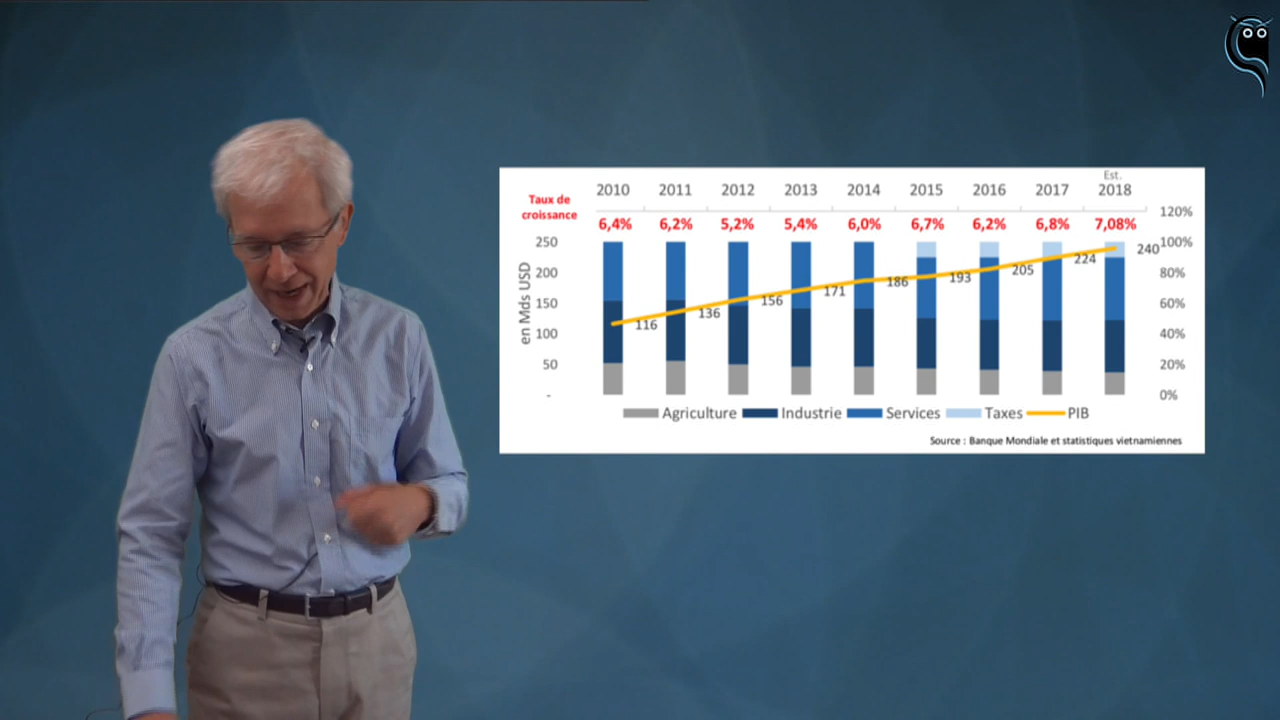 Est.
2010 2011 2012 2013 2014 2015 2016 2017 2018
Taux de
croissance
120%
6,4% 6,2% 5,2% 5,4% 6,0% 6,7% 6,2% 6,8% 7,08%
250 240 100%
200 224 80%
150 116 136 156 171 186 193 205 60%
100 40%
50 20%
- 0%
en Mds USD
Agriculture Industrie Services Taxes PIB
Source : Banque Mondiale et statistiques vietnamiennes